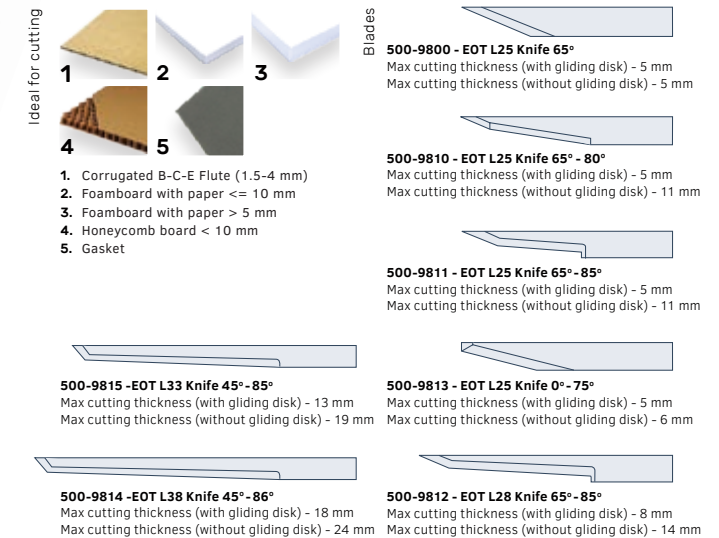 Ideal for cutting
1
2
3
4
5
1. Corrugated B-C-E Flute (1.5-4 mm)
2. Foamboard with paper <= 10 mm
3. Foamboard with paper > 5 mm
4. Honeycomb board < 10 mm
5. Gasket
Blades
500-9800 - EOT L25 Knife 65°
Max cutting thickness (with gliding disk) - 5 mm
Max cutting thickness (without gliding disk) - 5 mm
500-9810 - EOT L25 Knife 65° - 80°
Max cutting thickness (with gliding disk) - 5 mm
Max cutting thickness (without gliding disk) - 11 mm
500-9811 - EOT L25 Knife 65°-85°
Max cutting thickness (with gliding disk) - 5 mm
Max cutting thickness (without gliding disk) - 11 mm
500-9815 -EOT L33 Knife 45°-85°
Max cutting thickness (with gliding disk) - 13 mm
Max cutting thickness (without gliding disk) - 19 mm
500-9813 - EOT L25 Knife 0°-75°
Max cutting thickness (with gliding disk) - 5 mm
Max cutting thickness (without gliding disk) - 6 mm
500-9814 -EOT L38 Knife 45°-86°
Max cutting thickness (with gliding disk) - 18 mm
Max cutting thickness (without gliding disk) - 24 mm
500-9812 - EOT L28 Knife 65°-85°
Max cutting thickness (with gliding disk) - 8 mm
Max cutting thickness (without gliding disk) - 14 mm